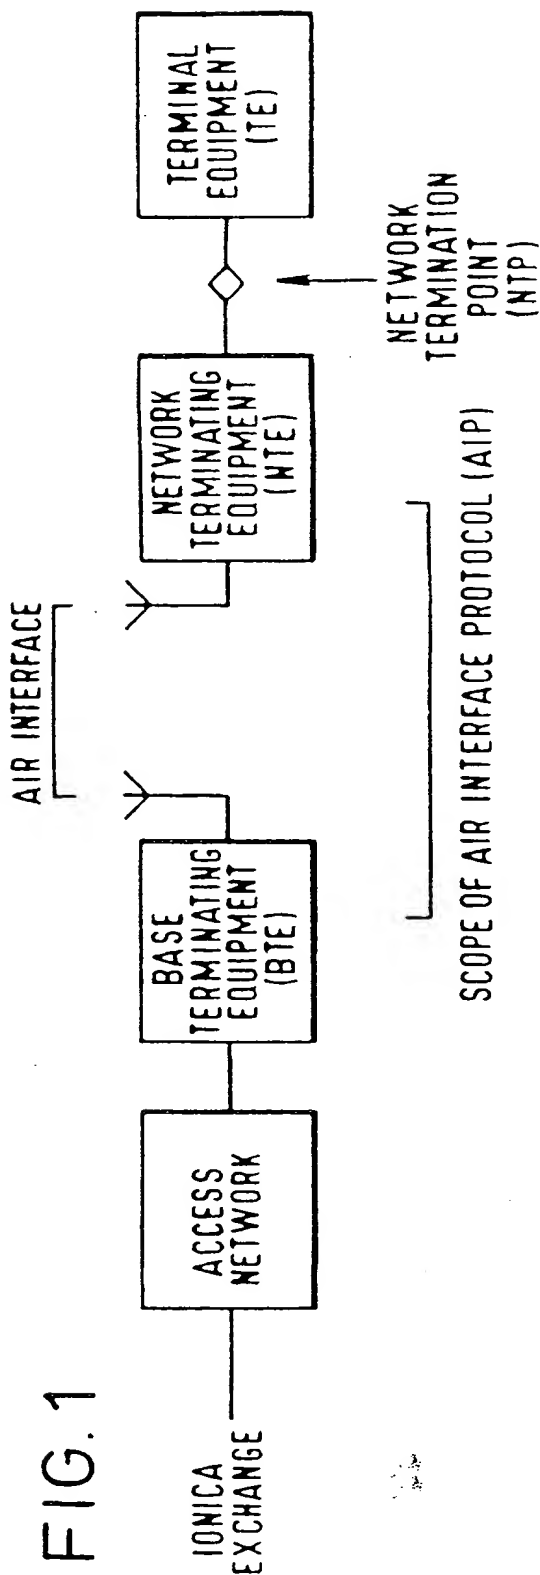 FIG. 1
IONICA
EXCHANGE
ACCESS
NETWORK
BASE
TERMINATING
EQUIPMENT
(BTE)
AIR INTERFACE
NETWORK
TERMINATING
EQUIPMENT
(NTE)
TERMINAL
EQUIPMENT
(TE)
NETWORK
TERMINATION
POINT
(NTP)
SCOPE OF AIR INTERFACE PROTOCOL (AIP)